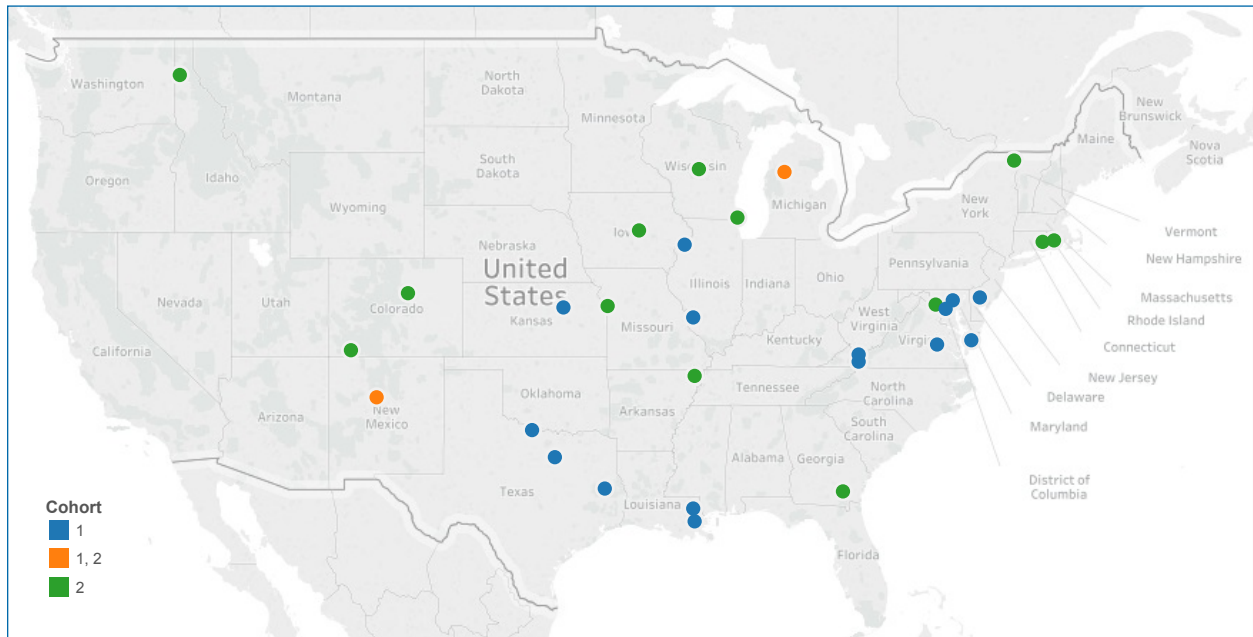 Washington
Montana
North
Dakota
Minnesota
Maine
New
Brunswick
Nova
Scotia
Oregon
Idaho
South
Dakota
Wisconsin
Michigan
New
York
Wyoming
Vermont
Nebraska
Iowa
New Hampshire
United
States
Nevada
Utah
Colorado
Kansas
Missouri
Illinois
Indiana
Ohio
Pennsylvania
Massachusetts
West
Virginia
Virginia
Rhode Island
Connecticut
California
Kentucky
New Jersey
Arizona
New
Mexico
Oklahoma
Arkansas
Tennessee
North
Carolina
Delaware
South
Carolina
Maryland
Texas
Louisiana
Alabama
Georgia
District of
Columbia
Florida
Cohort
1
1, 2
2